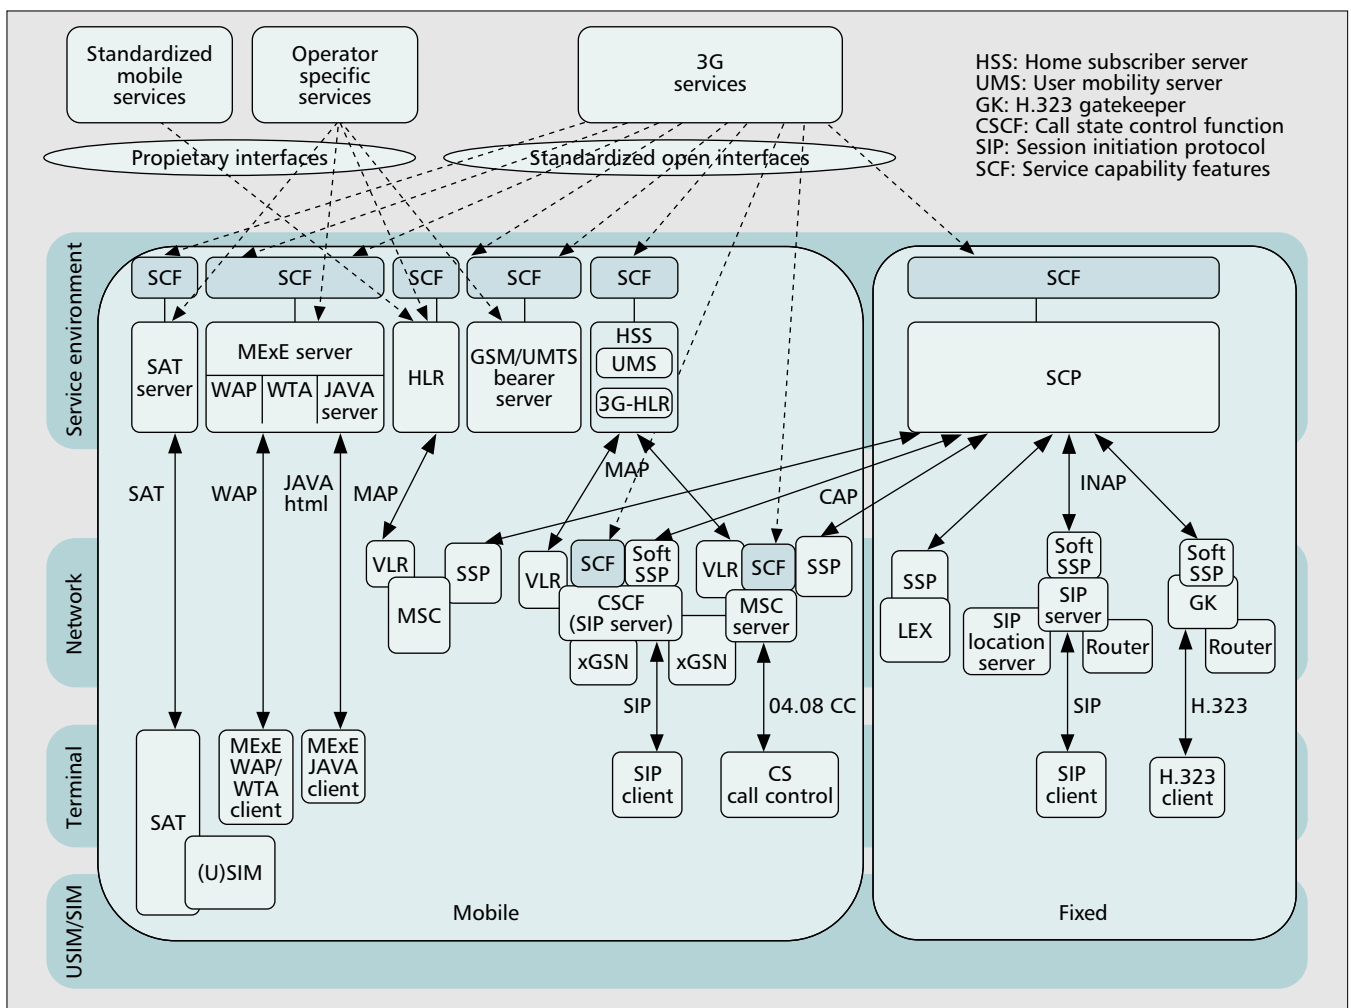 Standardized
mobile
services
Operator
specific
services
3G
services
HSS: Home subscriber server
UMS: User mobility server
GK: H.323 gatekeeper
CSCF: Call state control function
SIP: Session initiation protocol
SCF: Service capability features
Propietary interfaces
Standardized open interfaces
Service environment
SCF
SCF
SCF
SCF
SCF
SCF
SAT
server
MExE server
WAP
WTA
JAVA
server
HLR
GSM/UMTS
bearer
server
HSS
UMS
3G-HLR
SCP
SAT
WAP
JAVA
html
MAP
MAP
CAP
INAP
Network
VLR
MSC
SSP
VLR
SCF
Soft
SSP
CSCF
(SIP server)
xGSN
xGSN
VLR
SCF
SSP
MSC
server
SSP
LEX
Soft
SSP
SIP
server
SIP
location
server
Router
Soft
SSP
GK
Router
SIP
04.08 CC
SIP
H.323
Terminal
SAT
MExE
WAP/
WTA
client
MExE
JAVA
client
SIP
client
CS
call control
SIP
client
H.323
client
(U)SIM
USIM/SIM
Mobile
Fixed